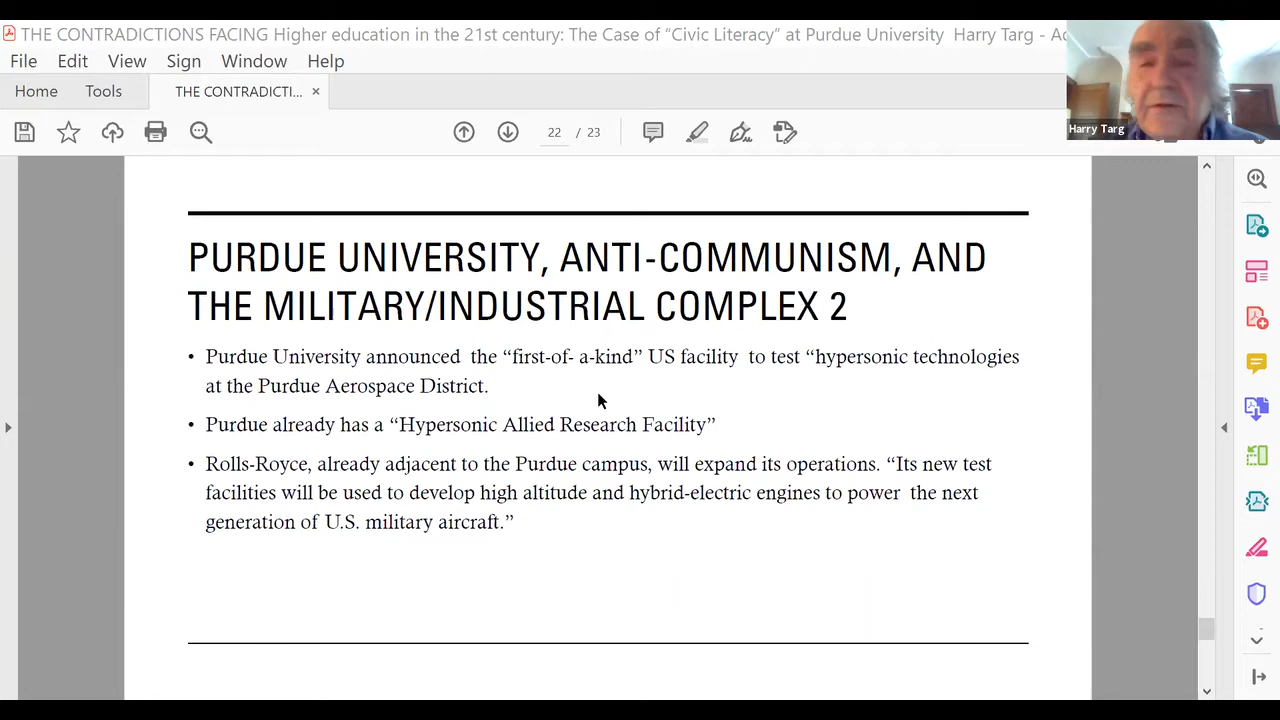 THE CONTRADICTIONS FACING Higher education in the 21st century: The Case of “Civic Literacy” at Purdue University Harry Targ - Ac
File Edit View Sign Window Help
Home Tools THE CONTRADICTI... ×
22 / 23
Harry Targ
PURDUE UNIVERSITY, ANTI-COMMUNISM, AND
THE MILITARY/INDUSTRIAL COMPLEX 2
• Purdue University announced the “first-of- a-kind” US facility to test “hypersonic technologies
at the Purdue Aerospace District.
• Purdue already has a “Hypersonic Allied Research Facility”
• Rolls-Royce, already adjacent to the Purdue campus, will expand its operations. “Its new test
facilities will be used to develop high altitude and hybrid-electric engines to power the next
generation of U.S. military aircraft.”